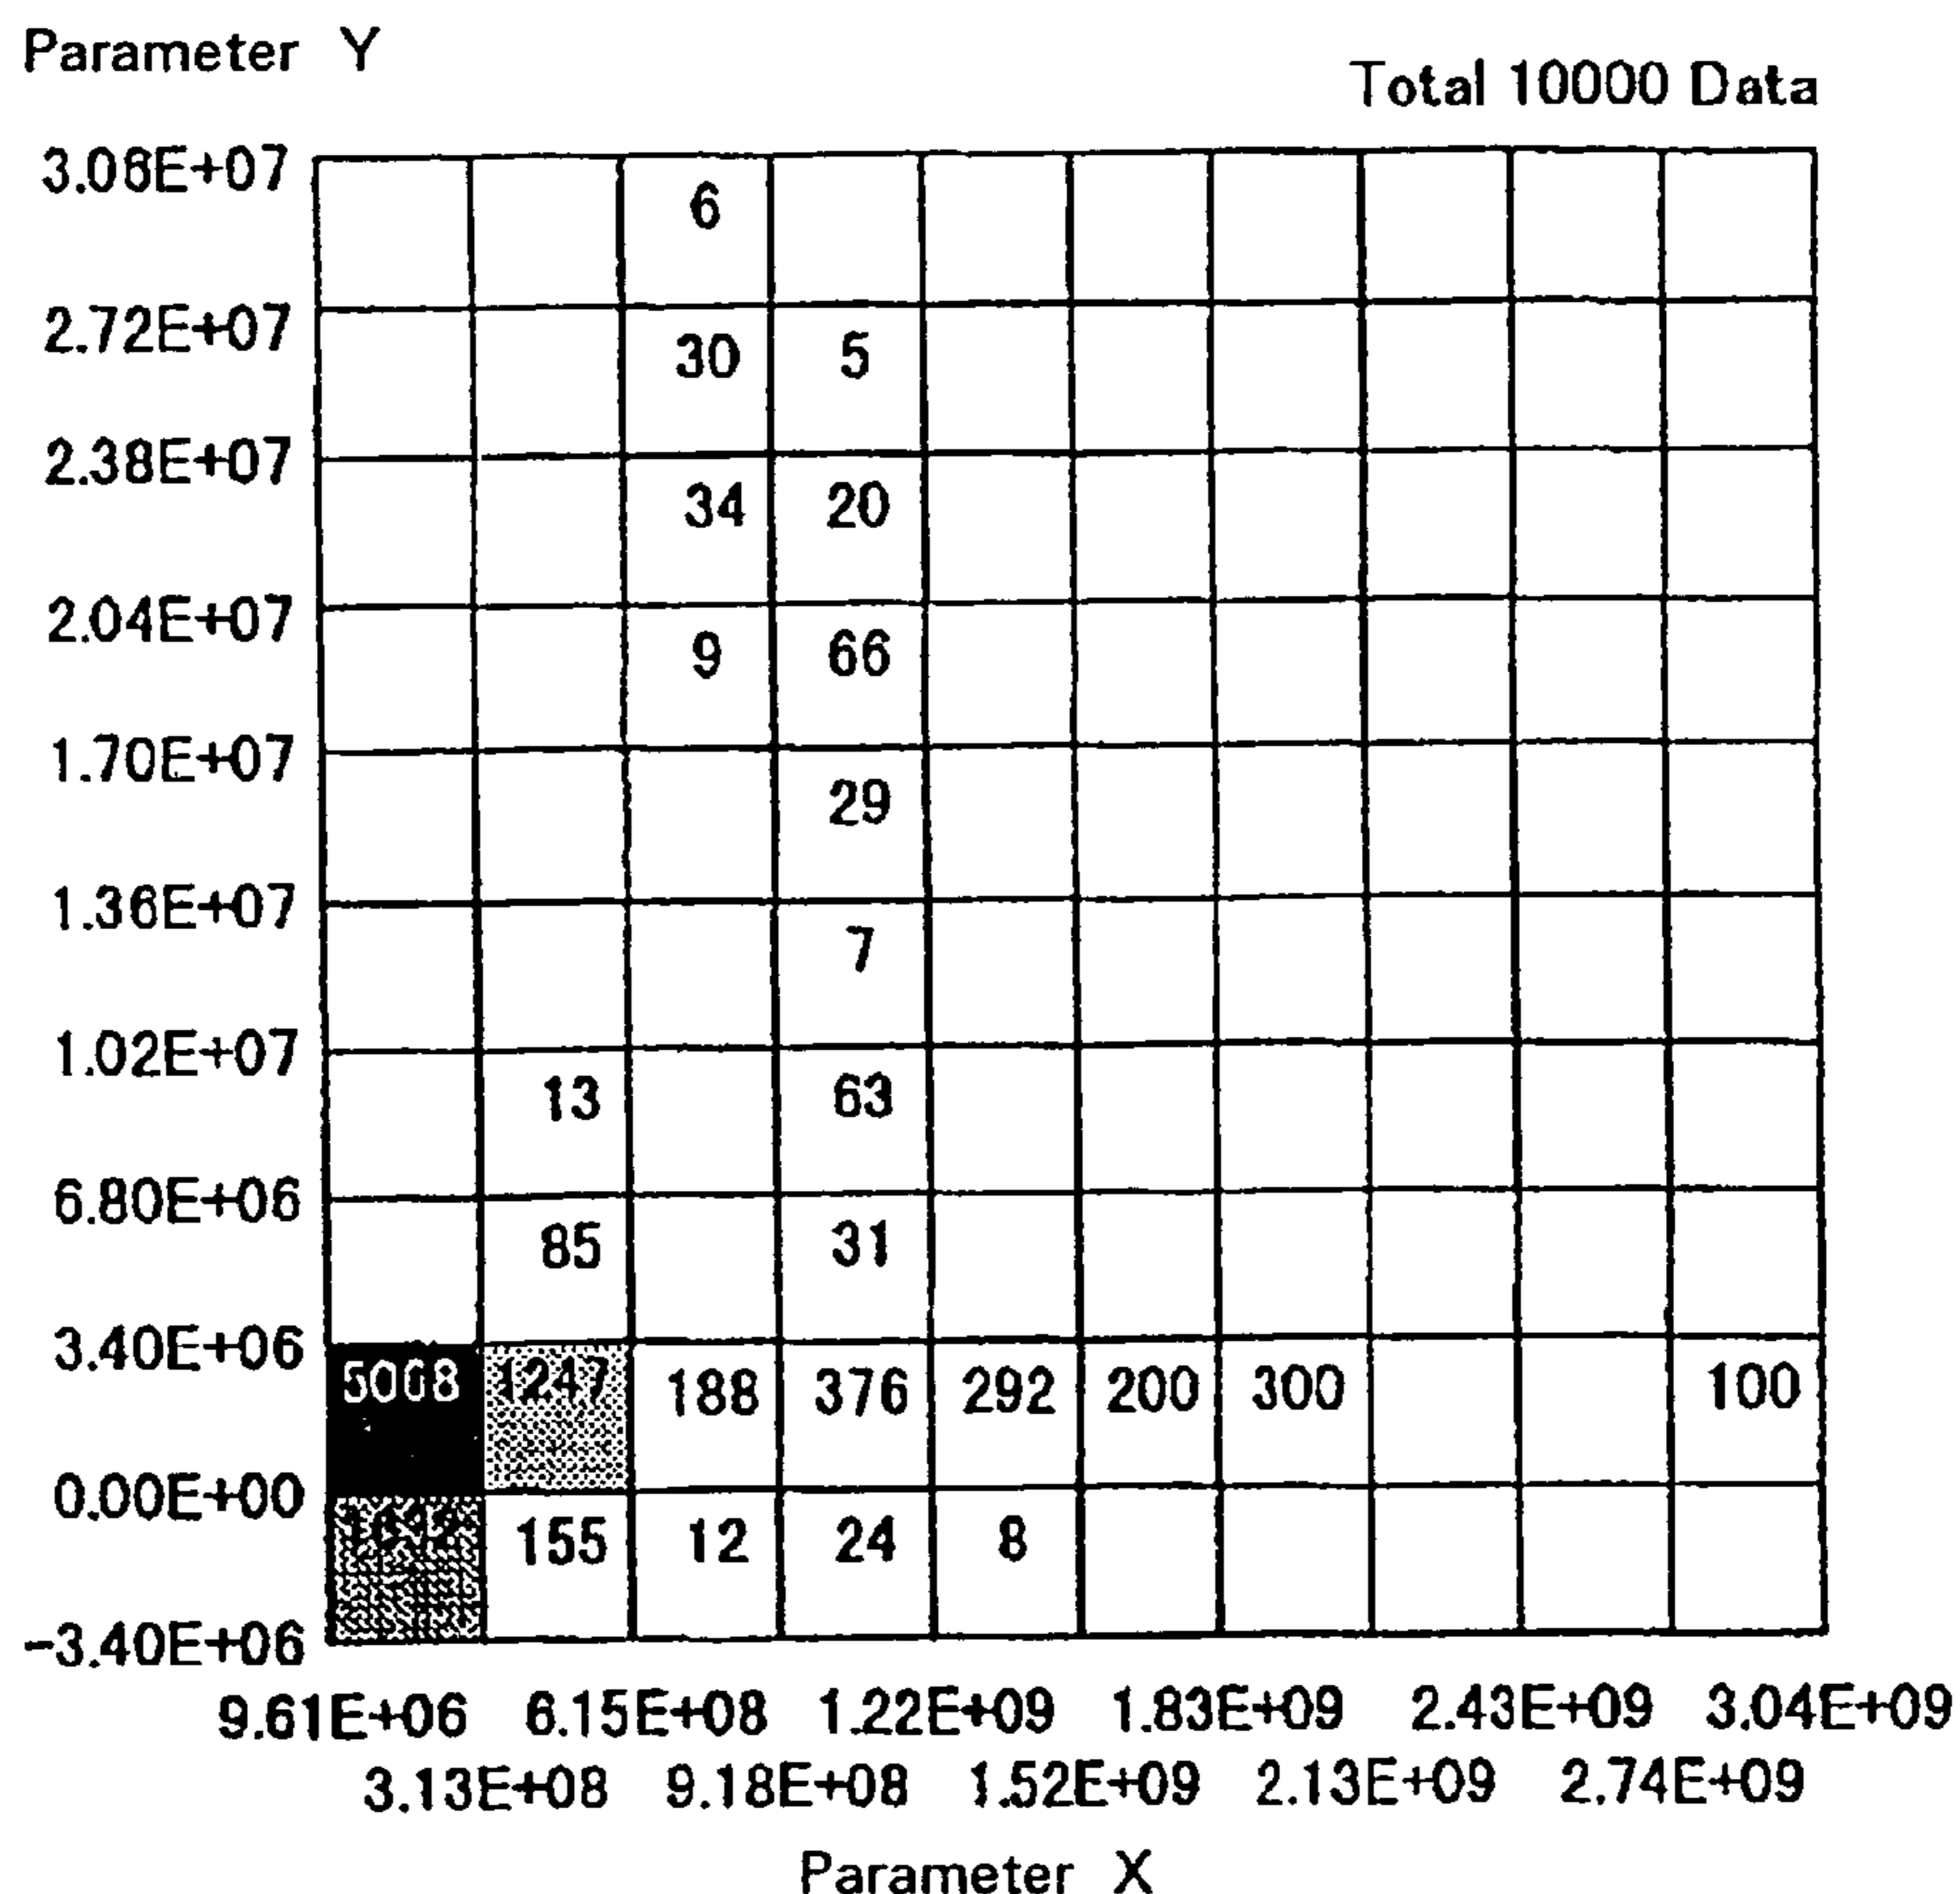 Parameter Y
Total 10000 Data
3.06E+07
6
2.72E+07
30 5
2.38E+07
34 20
2.04E+07
9 66
1.70E+07
29
1.36E+07
7
1.02E+07
13 63
6.80E+06
85 31
3.40E+06
5068 1247 188 376 292 200 300 100
0.00E+00
155 12 24 8
-3.40E+06
9.61E+06 6.15E+08 1.22E+09 1.83E+09 2.43E+09 3.04E+09
3.13E+08 9.18E+08 1.52E+09 2.13E+09 2.74E+09
Parameter X